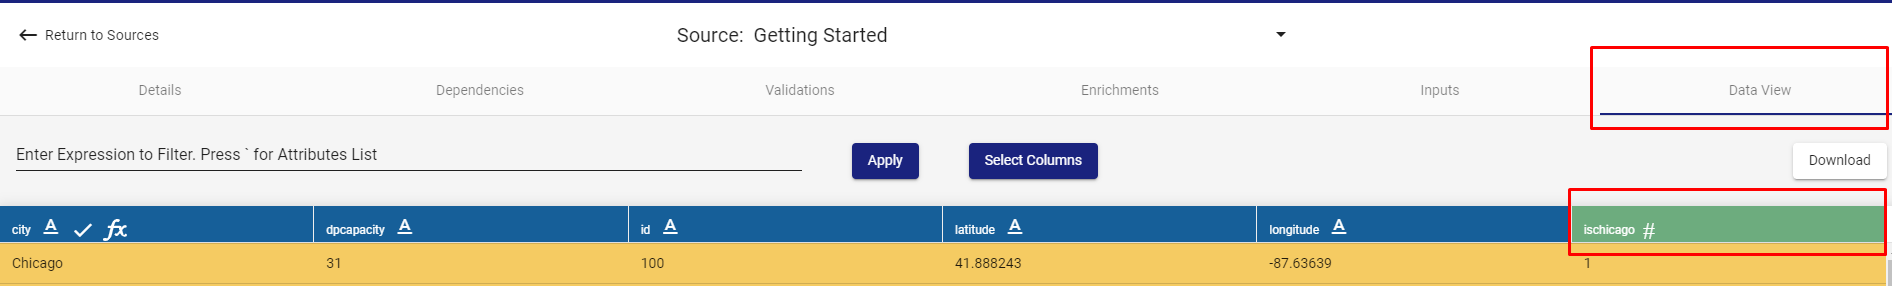 Return to Sources
Source: Getting Started
Details Dependencies Validations Enrichments Inputs Data View
Enter Expression to Filter. Press ` for Attributes List Apply Select Columns Download
city A fx dpcapacity A id A latitude A longitude A ischicago #
Chicago 31 100 41.888243 -87.63639 1